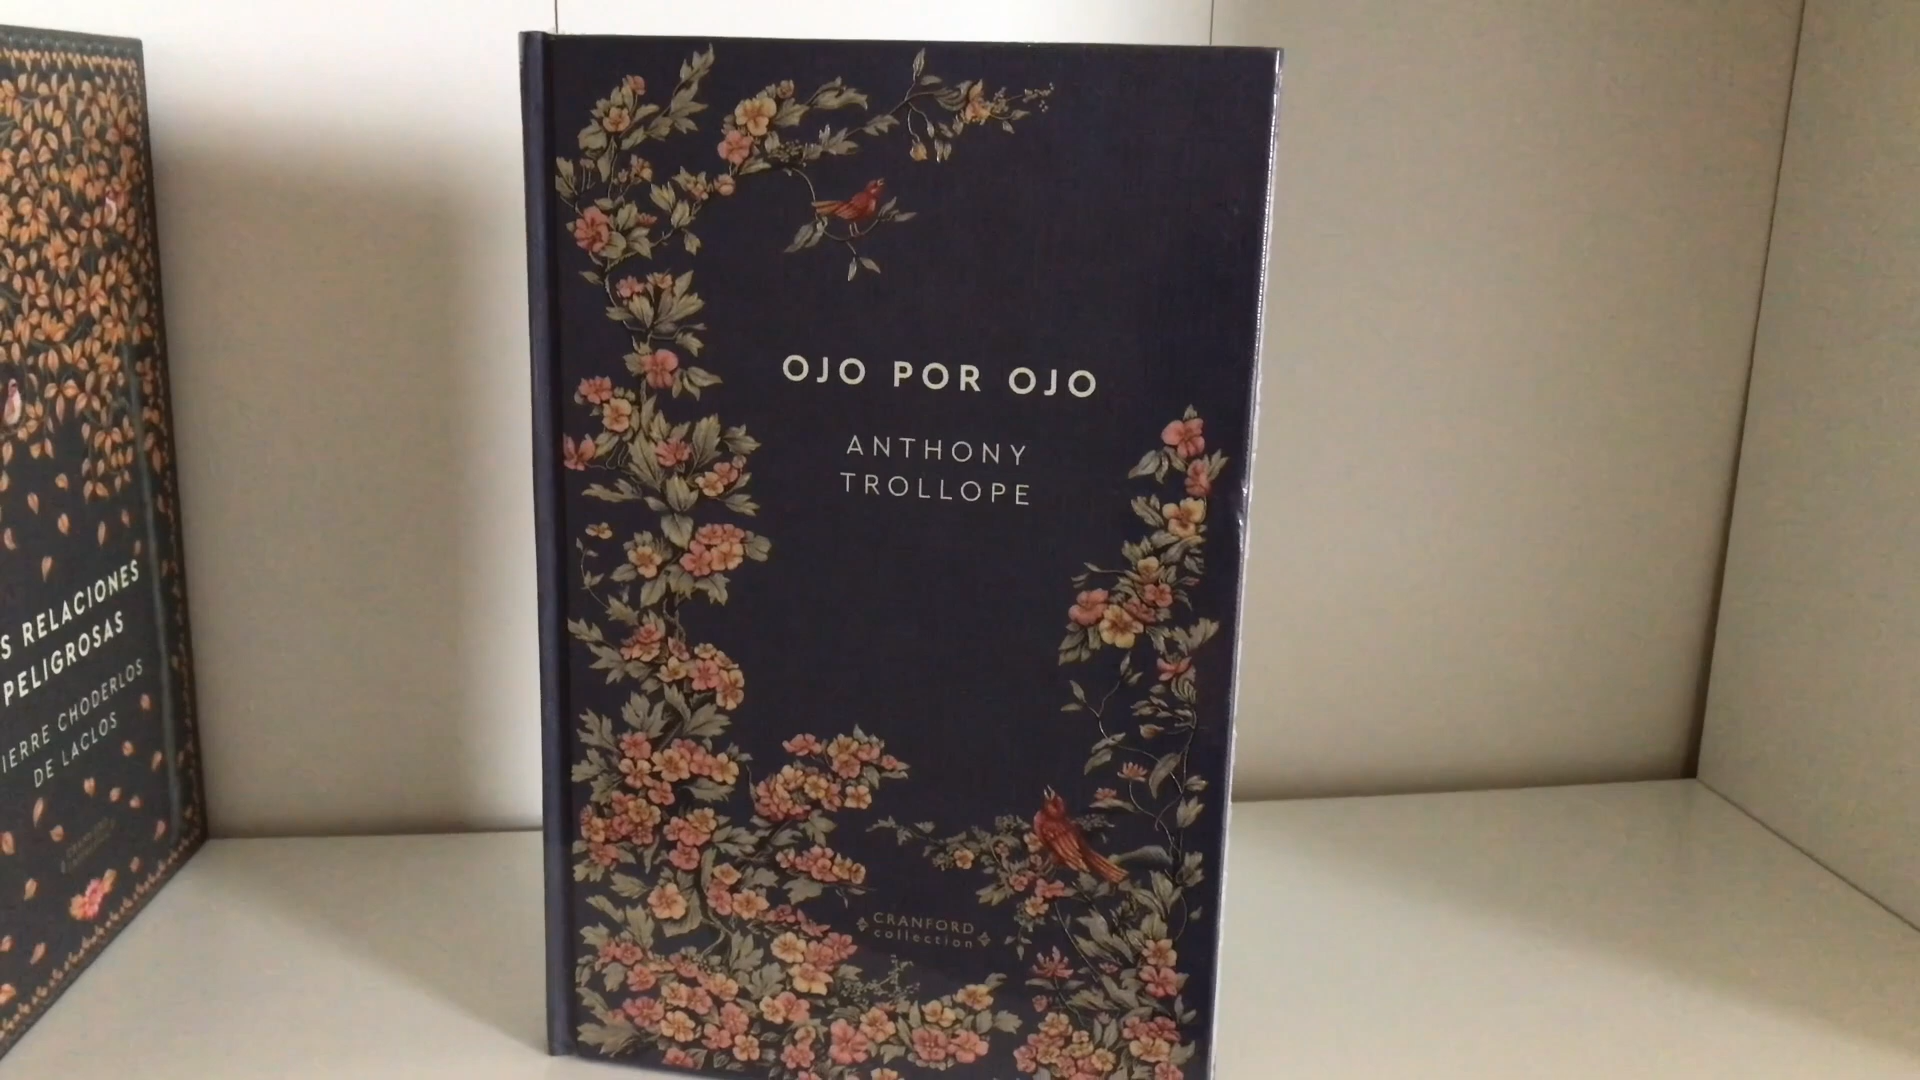 S RELACIONES
PELIGROSAS
IERRE CHODERLOS
DE LACLOS
OJO POR OJO
ANTHONY
TROLLOPE
CRANFORD
collection